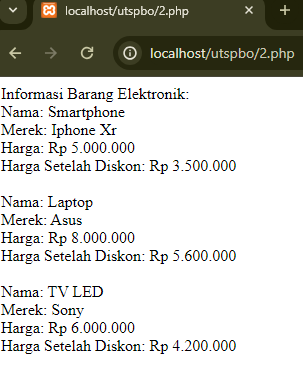 localhost/utspbo/2.php
localhost/utspbo/2.php
Informasi Barang Elektronik:
Nama: Smartphone
Merek: Iphone Xr
Harga: Rp 5.000.000
Harga Setelah Diskon: Rp 3.500.000
Nama: Laptop
Merek: Asus
Harga: Rp 8.000.000
Harga Setelah Diskon: Rp 5.600.000
Nama: TV LED
Merek: Sony
Harga: Rp 6.000.000
Harga Setelah Diskon: Rp 4.200.000